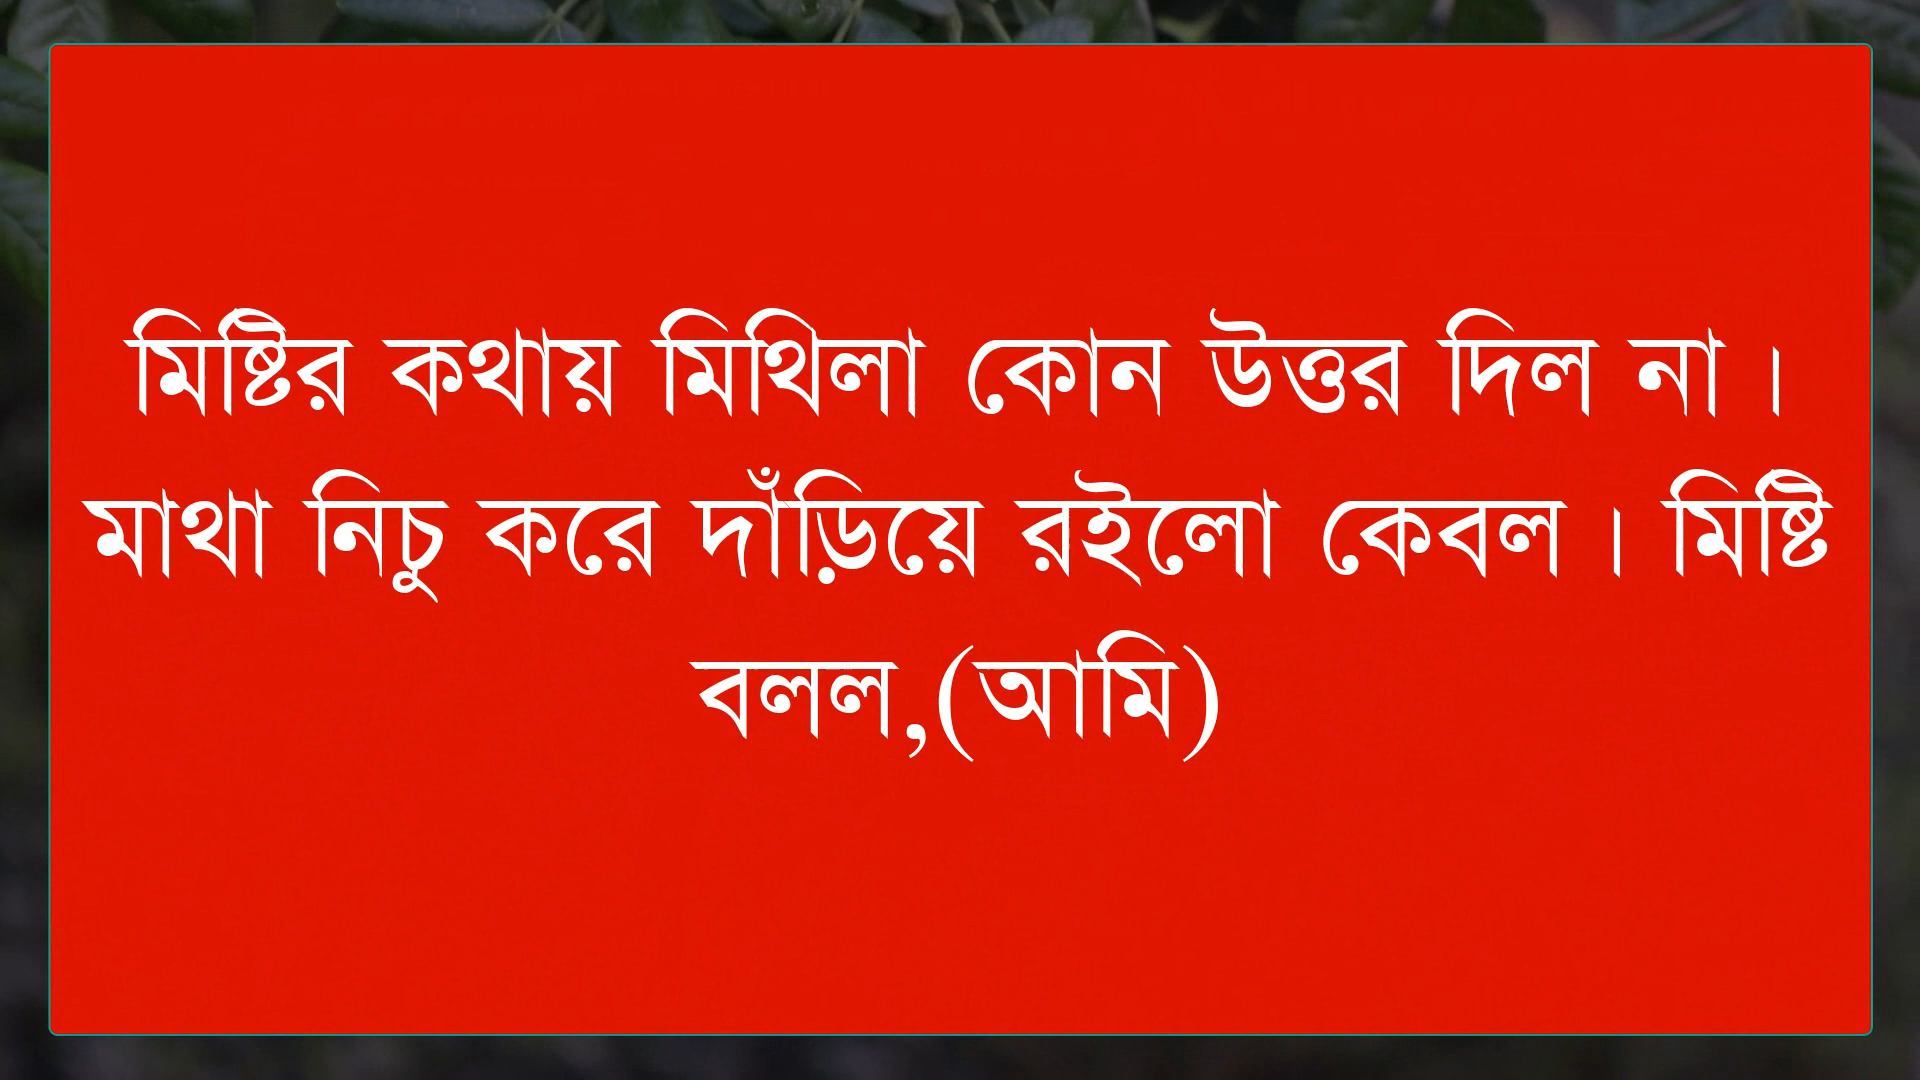 মিষ্টির কথায় মিথিলা কোন উত্তর দিল না ।
মাথা নিচু করে দাঁড়িয়ে রইলো কেবল । মিষ্টি
বলল,(আমি)